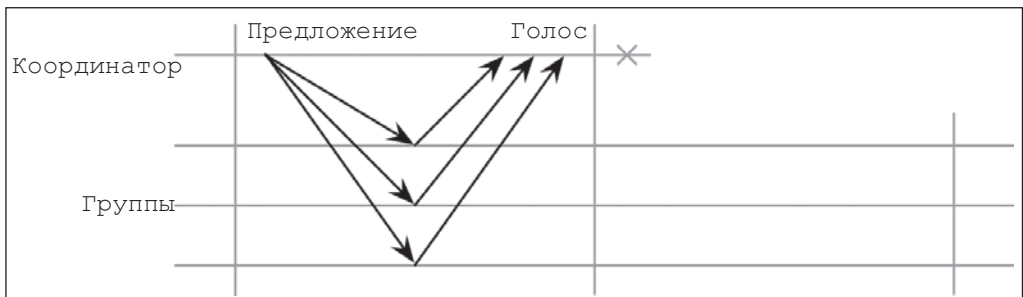 Предложение Голос
Координатор
Группы